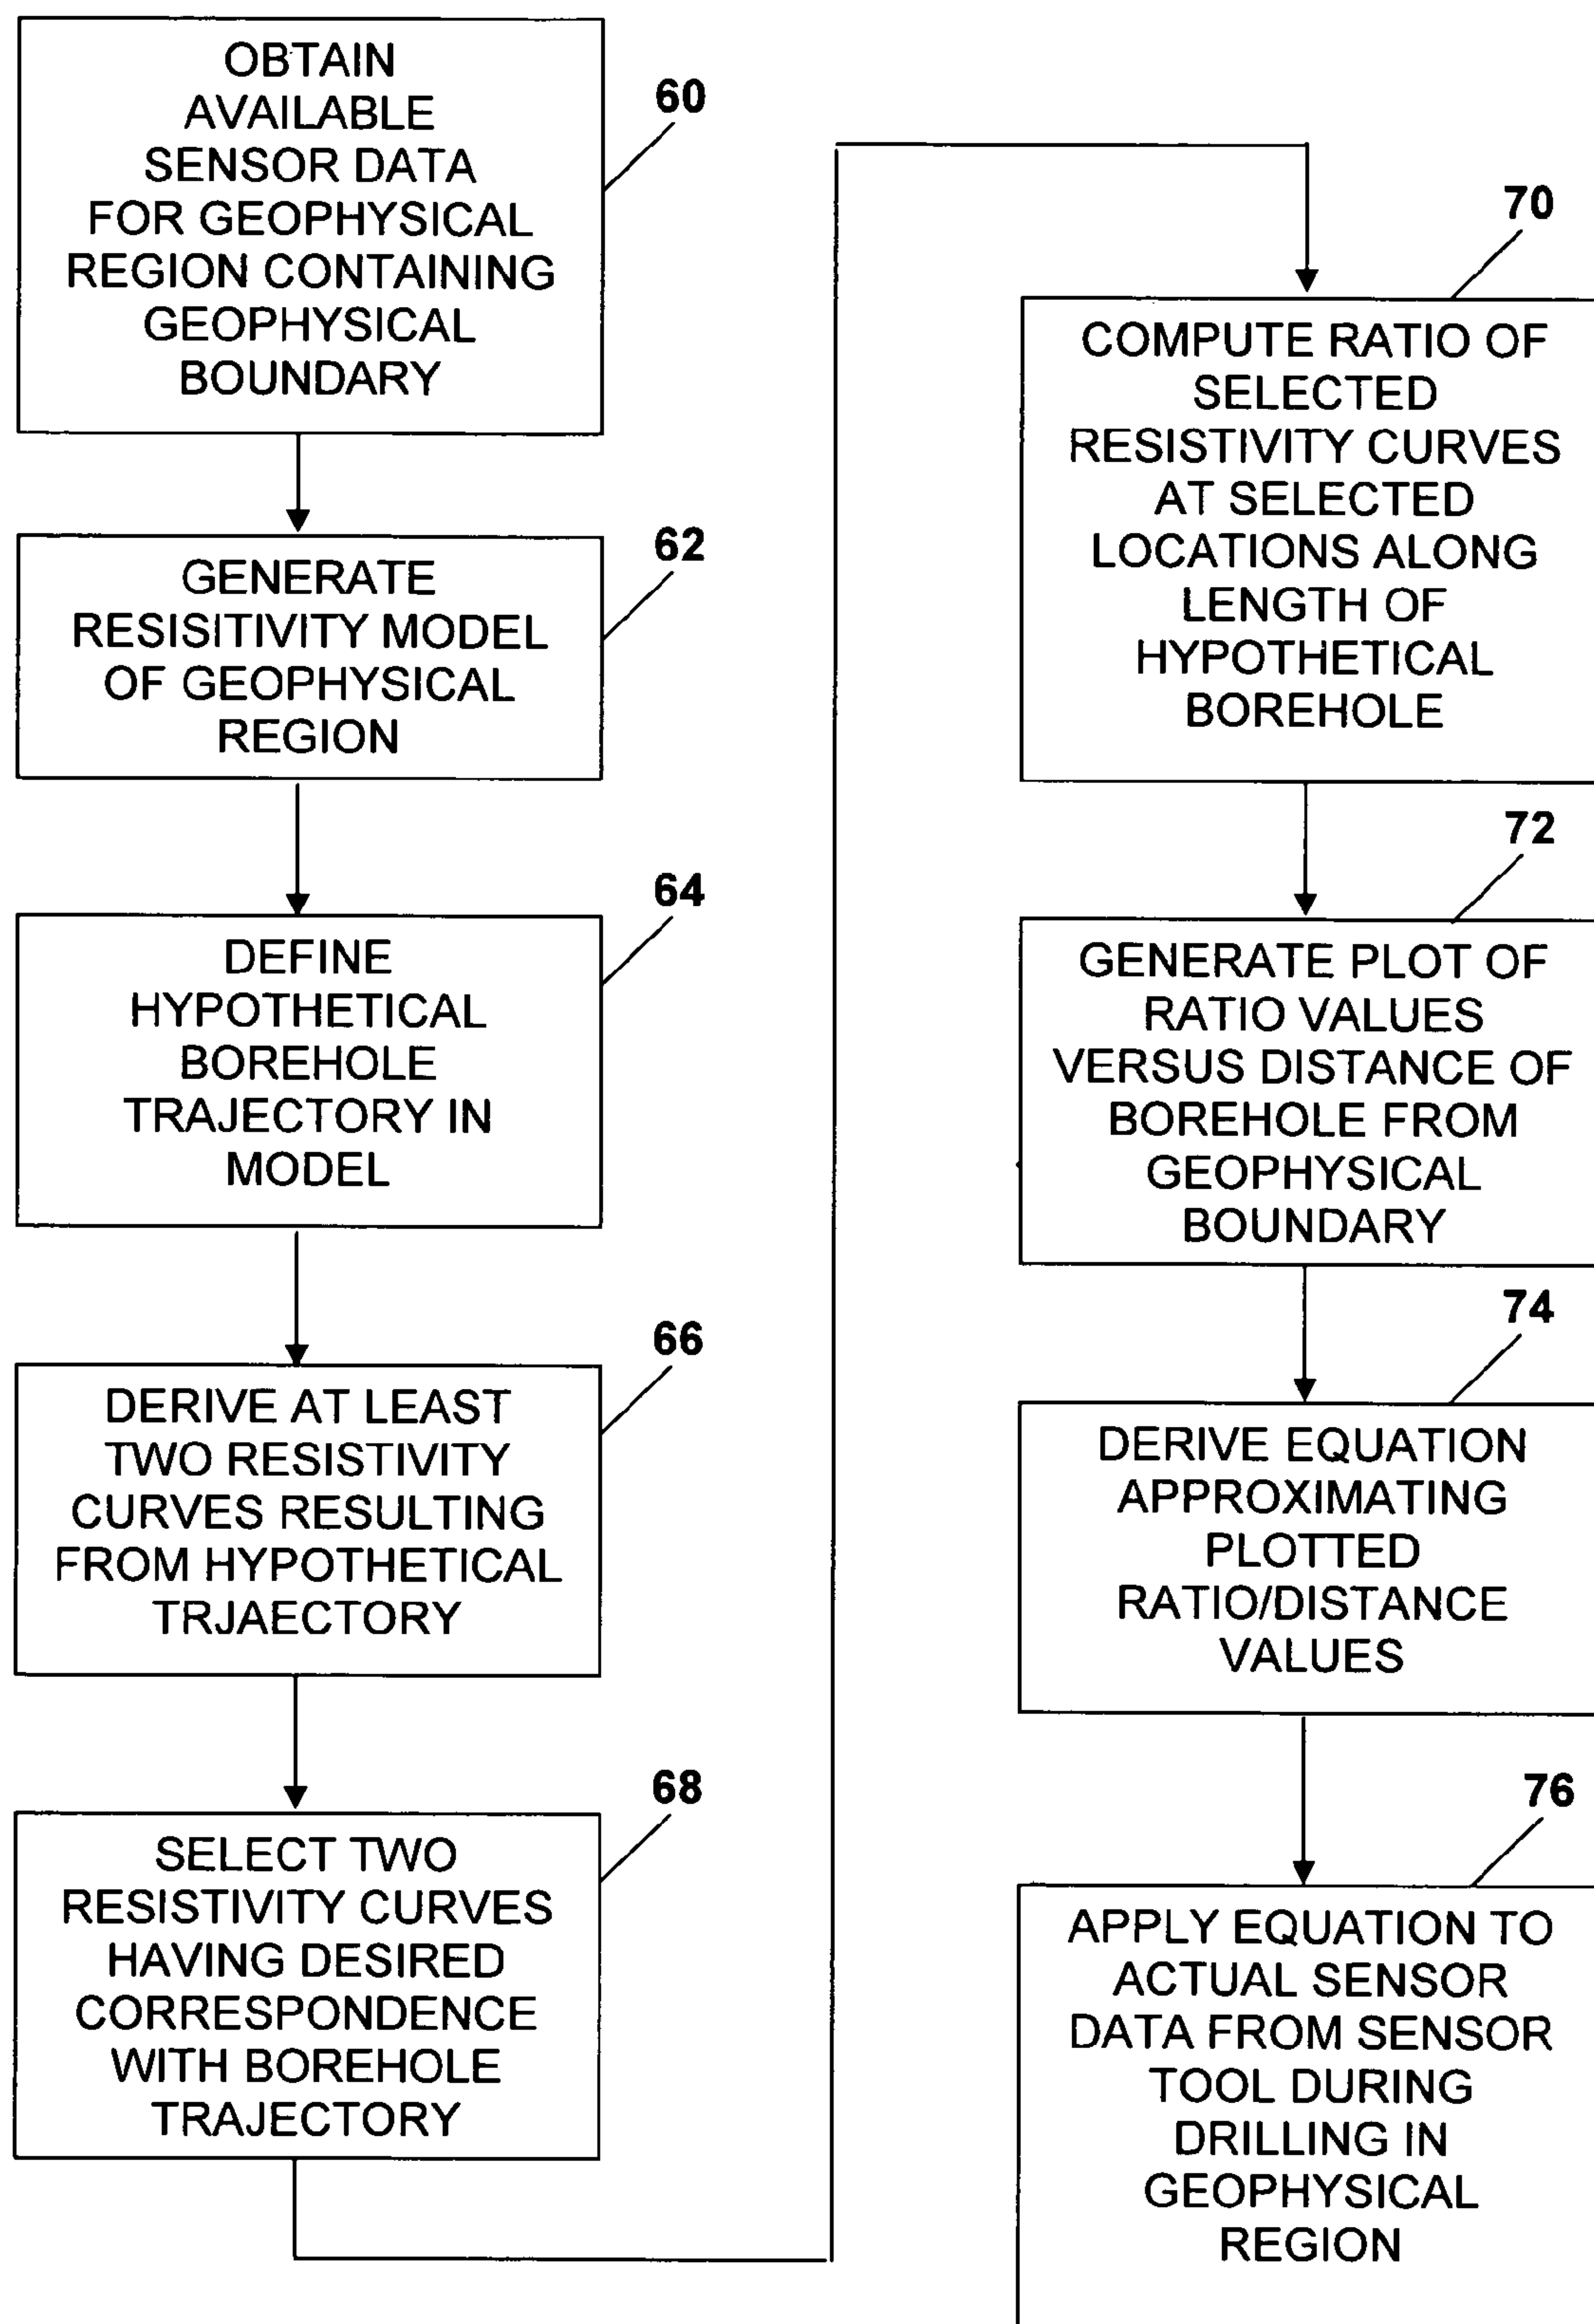 OBTAIN
AVAILABLE
SENSOR DATA
FOR GEOPHYSICAL
REGION CONTAINING
GEOPHYSICAL
BOUNDARY
60
GENERATE
RESISITIVITY MODEL
OF GEOPHYSICAL
REGION
62
DEFINE
HYPOTHETICAL
BOREHOLE
TRAJECTORY IN
MODEL
64
DERIVE AT LEAST
TWO RESISTIVITY
CURVES RESULTING
FROM HYPOTHETICAL
TRJAECTORY
66
SELECT TWO
RESISTIVITY CURVES
HAVING DESIRED
CORRESPONDENCE
WITH BOREHOLE
TRAJECTORY
68
COMPUTE RATIO OF
SELECTED
RESISTIVITY CURVES
AT SELECTED
LOCATIONS ALONG
LENGTH OF
HYPOTHETICAL
BOREHOLE
70
GENERATE PLOT OF
RATIO VALUES
VERSUS DISTANCE OF
BOREHOLE FROM
GEOPHYSICAL
BOUNDARY
72
DERIVE EQUATION
APPROXIMATING
PLOTTED
RATIO/DISTANCE
VALUES
74
APPLY EQUATION TO
ACTUAL SENSOR
DATA FROM SENSOR
TOOL DURING
DRILLING IN
GEOPHYSICAL
REGION
76